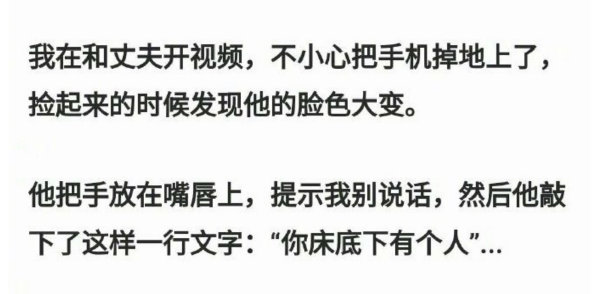 我在和丈夫开视频，不小心把手机掉地上了，
捡起来的时候发现他的脸色大变。
他把手放在嘴唇上，提示我别说话，然后他敲
下了这样一行文字：“你床底下有个人”...